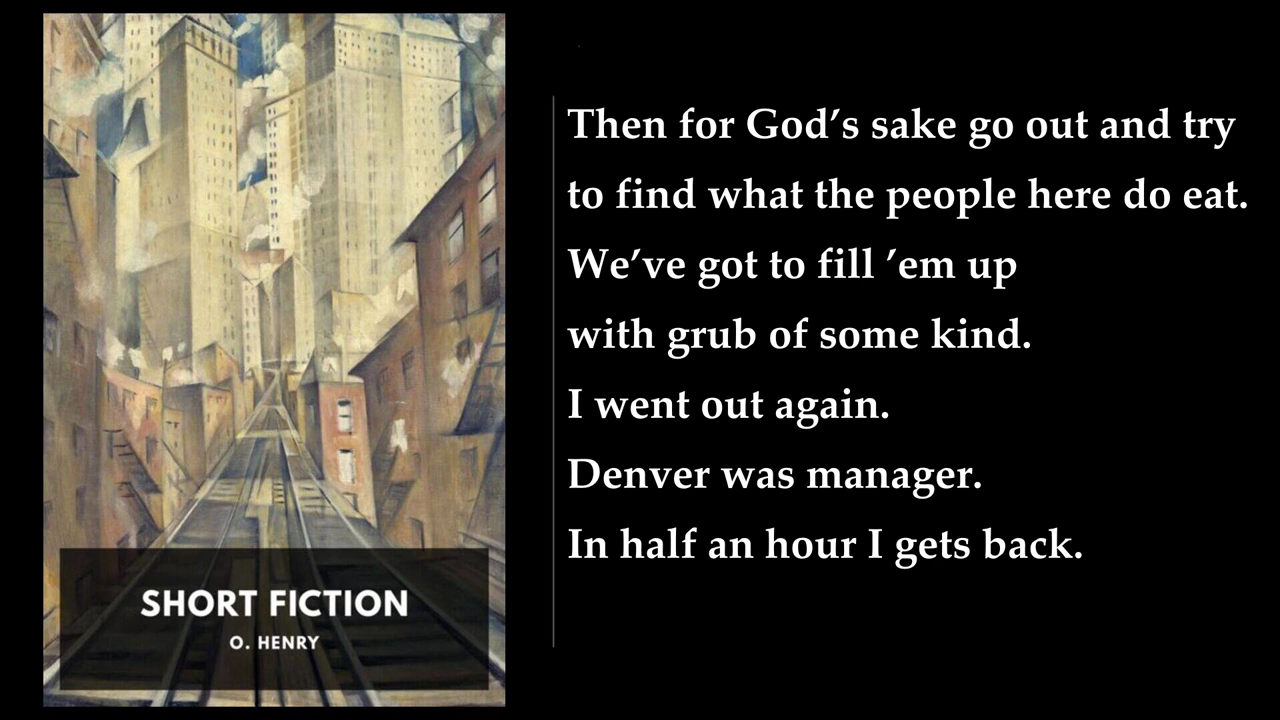 SHORT FICTION
O. HENRY
Then for God’s sake go out and try
to find what the people here do eat.
We’ve got to fill ’em up
with grub of some kind.
I went out again.
Denver was manager.
In half an hour I gets back.